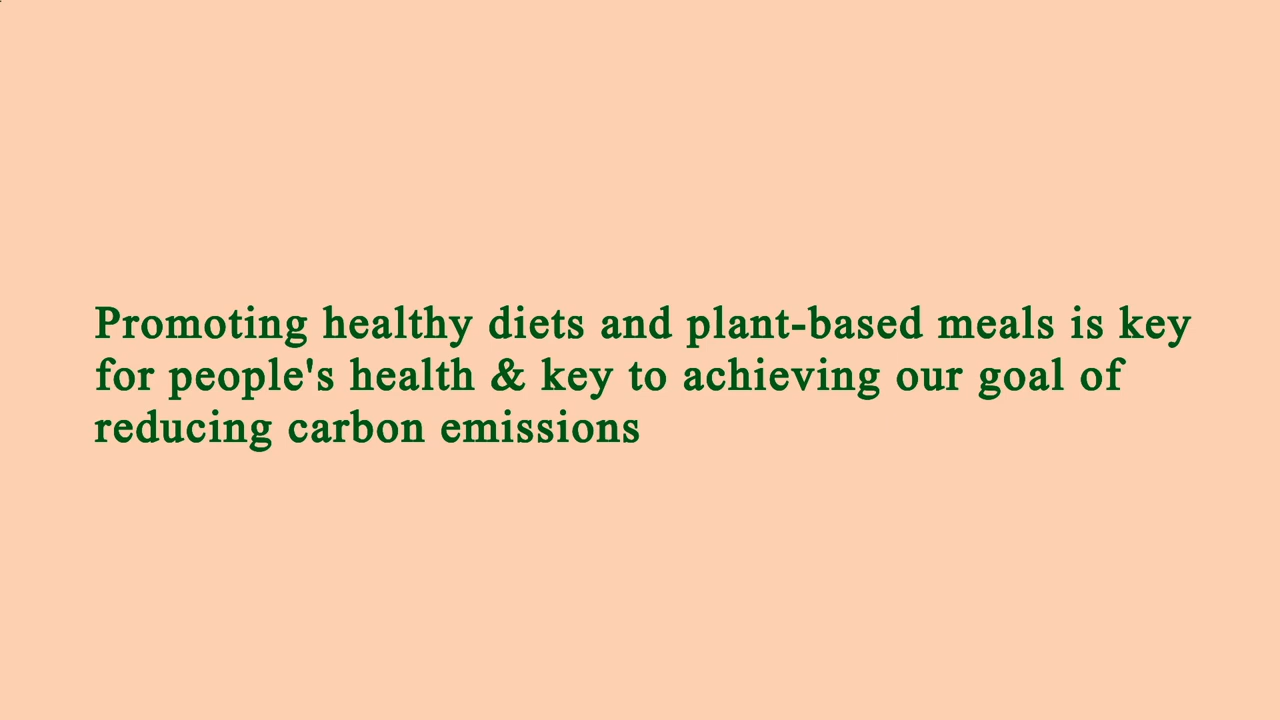 Promoting healthy diets and plant-based meals is key
for people's health & key to achieving our goal of
reducing carbon emissions